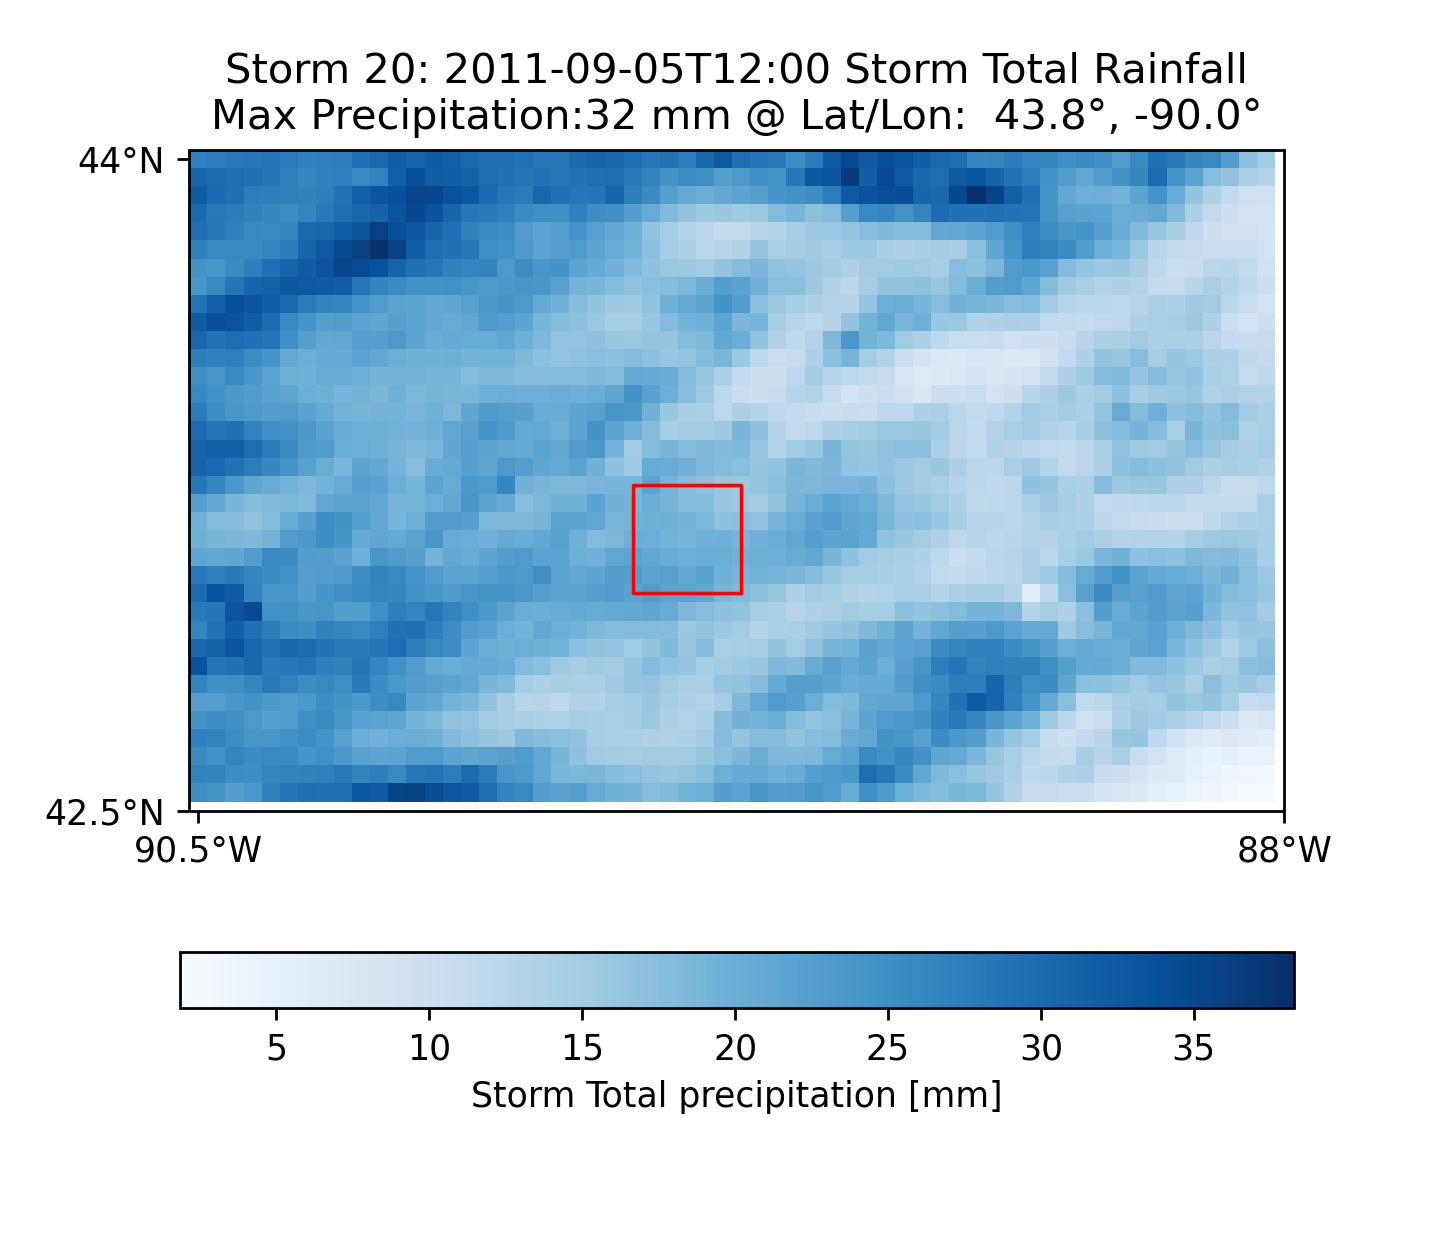 Storm 20: 2011-09-05T12:00 Storm Total Rainfall
Max Precipitation:32 mm @ Lat/Lon:  43.8°, -90.0°
44°N
42.5°N
90.5°W 88°W
5 10 15 20 25 30 35
Storm Total precipitation [mm]